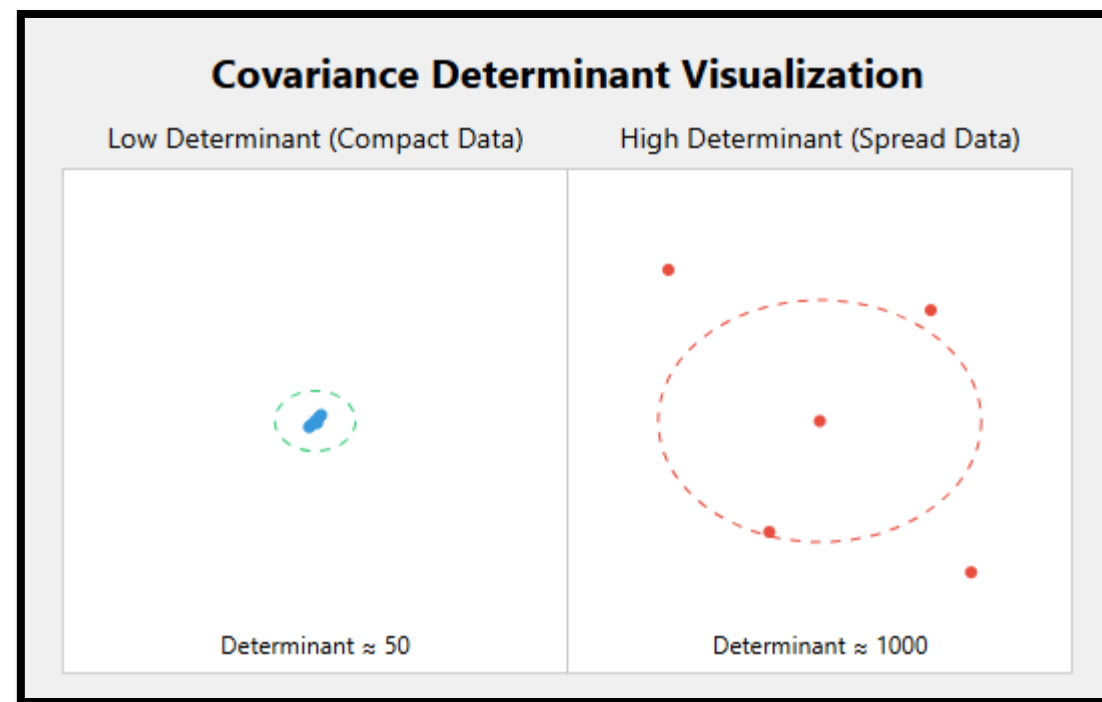 Covariance Determinant Visualization
Low Determinant (Compact Data)
High Determinant (Spread Data)
Determinant ≈ 50
Determinant ≈ 1000